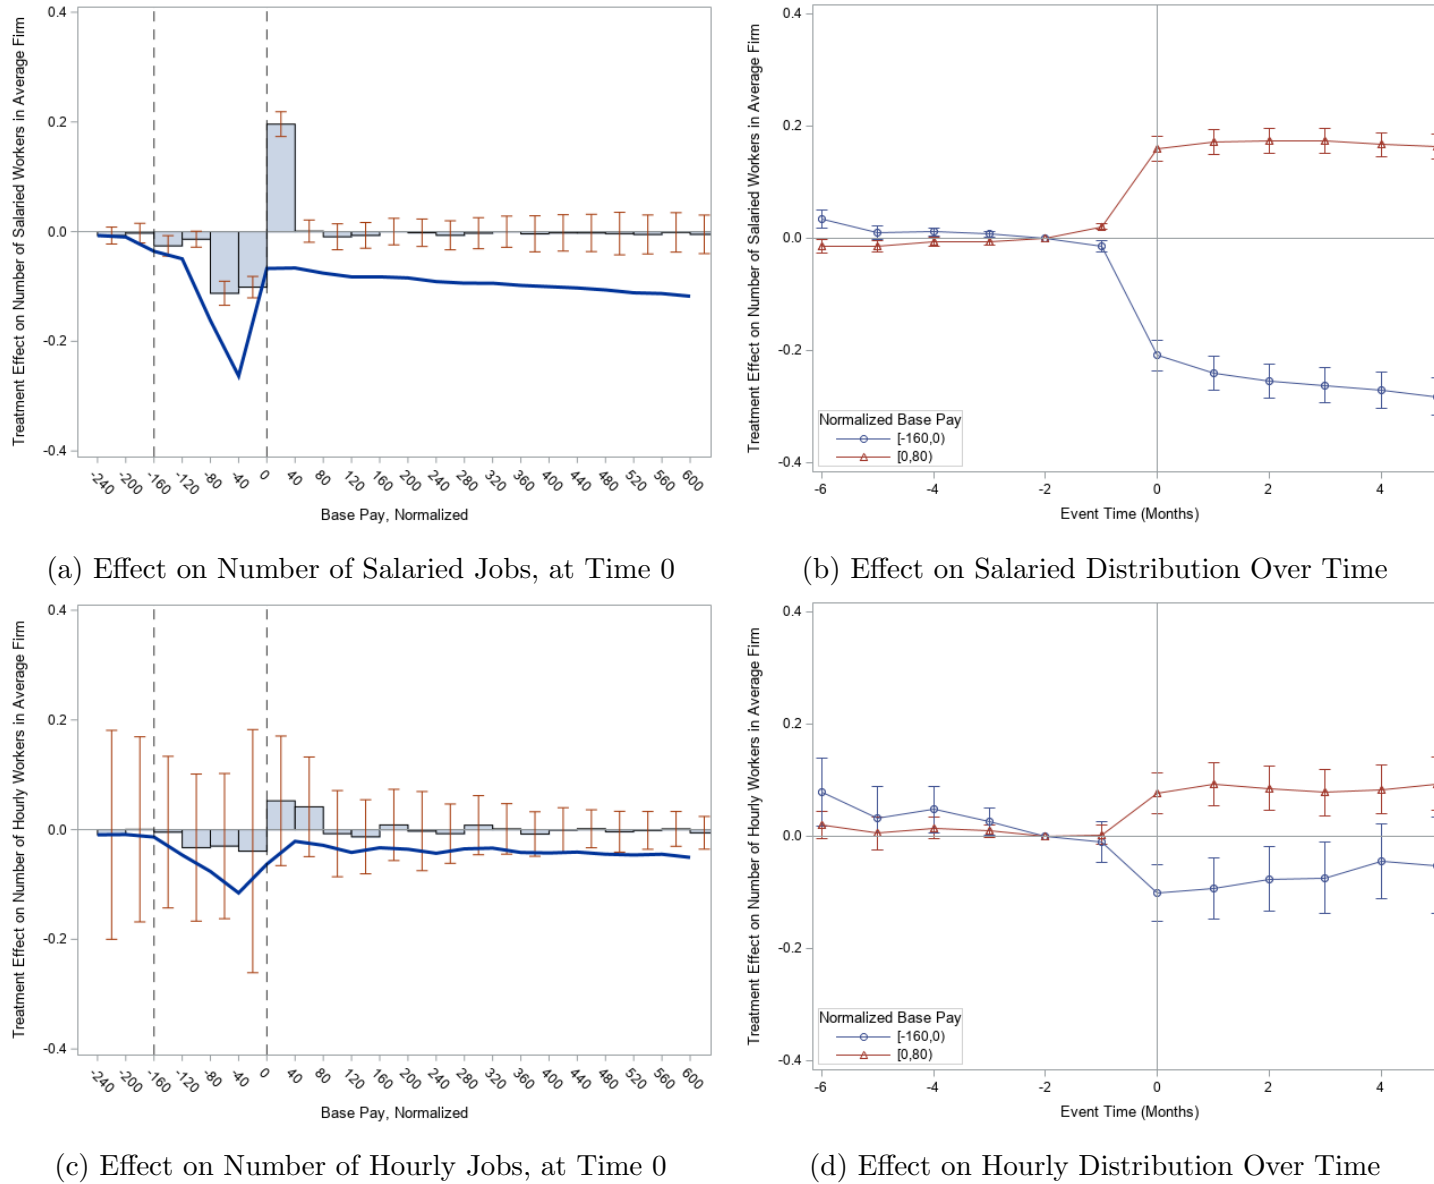 Treatment Effect on Number of Salaried Workers in Average Firm
0.4
0.2
0.0
-0.2
-0.4
-240 -200 -160 -120 -80 -40 0 40 80 120 160 200 240 280 320 360 400 440 480 520 560 600
Base Pay, Normalized
(a) Effect on Number of Salaried Jobs, at Time 0
Treatment Effect on Number of Salaried Workers in Average Firm
0.4
0.2
0.0
-0.2
-0.4
Normalized Base Pay
[-160,0)
[0,80)
-6 -4 -2 0 2 4
Event Time (Months)
(b) Effect on Salaried Distribution Over Time
Treatment Effect on Number of Hourly Workers in Average Firm
0.4
0.2
0.0
-0.2
-0.4
-240 -200 -160 -120 -80 -40 0 40 80 120 160 200 240 280 320 360 400 440 480 520 560 600
Base Pay, Normalized
(c) Effect on Number of Hourly Jobs, at Time 0
Treatment Effect on Number of Hourly Workers in Average Firm
0.4
0.2
0.0
-0.2
-0.4
Normalized Base Pay
[-160,0)
[0,80)
-6 -4 -2 0 2 4
Event Time (Months)
(d) Effect on Hourly Distribution Over Time